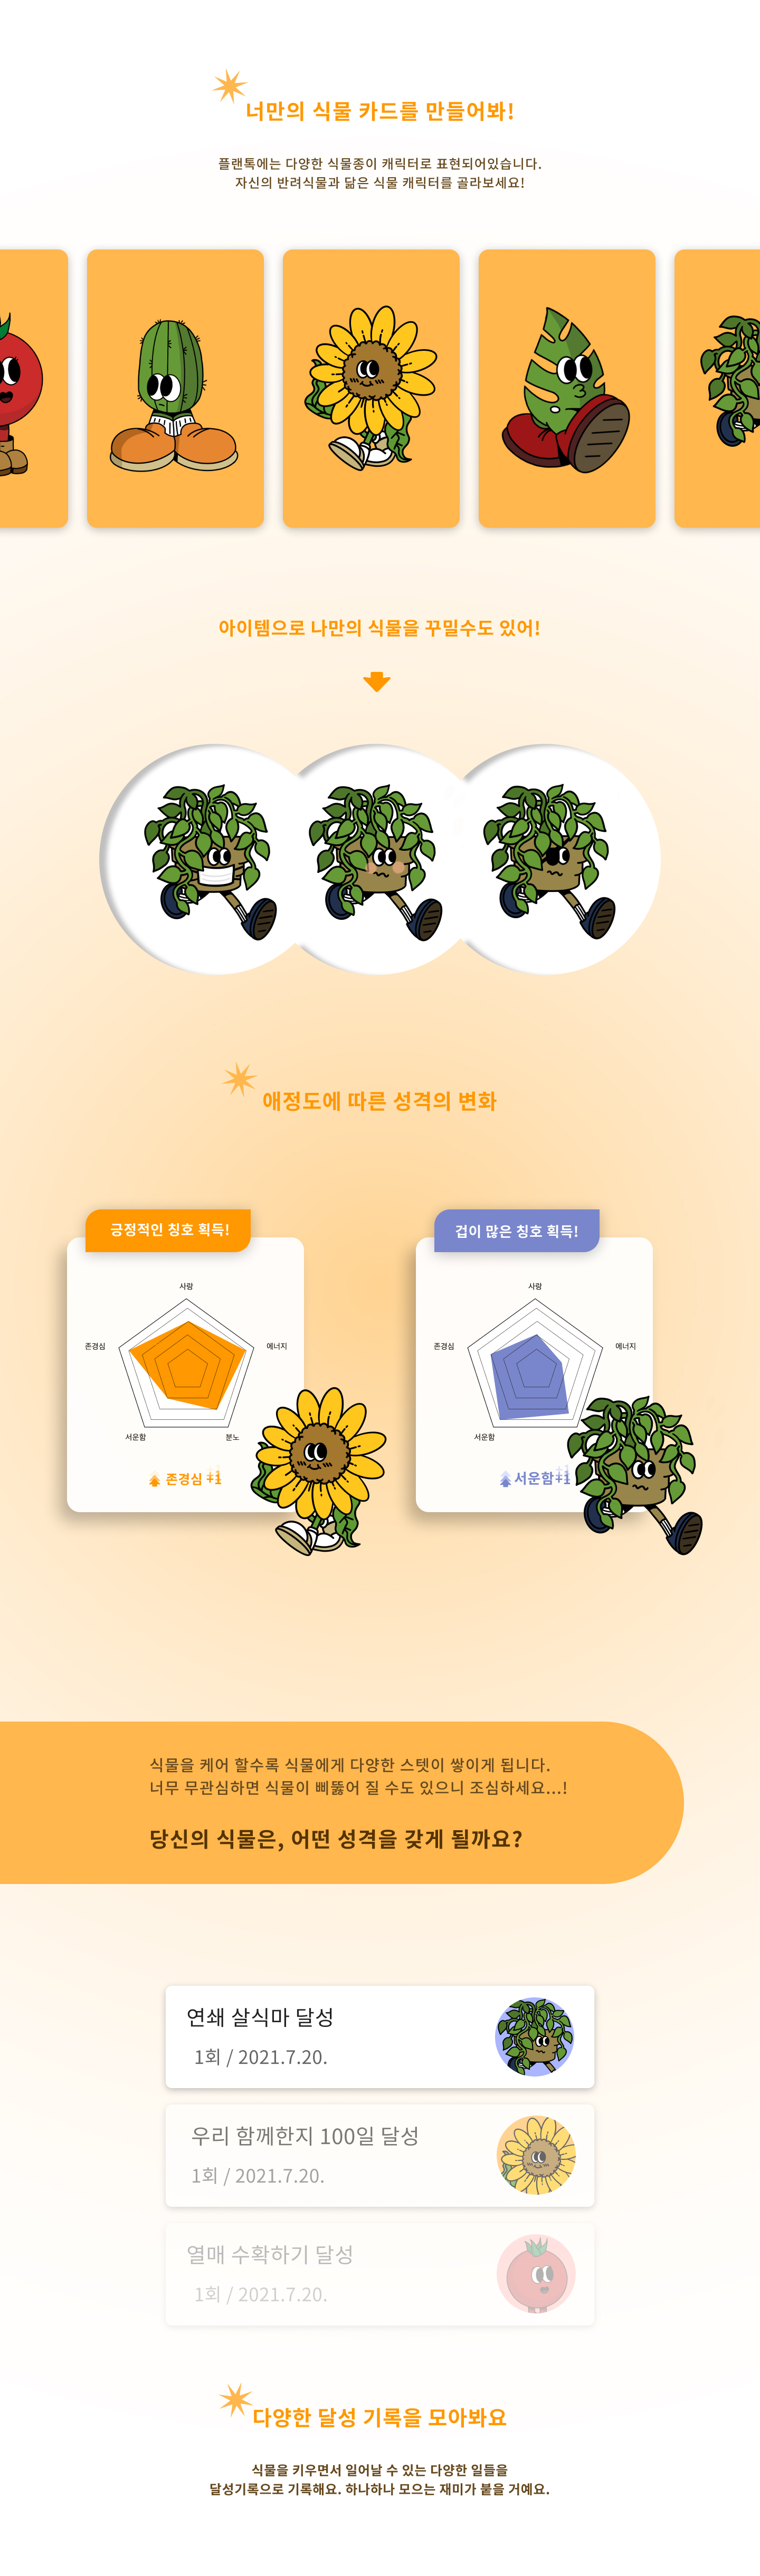 너만의 식물 카드를 만들어봐!
플랜톡에는 다양한 식물종이 캐릭터로 표현되어있습니다.
자신의 반려식물과 닮은 식물 캐릭터를 골라보세요!
아이템으로 나만의 식물을 꾸밀수도 있어!
애정도에 따른 성격의 변화
긍정적인 칭호 획득!
사랑
존경심
에너지
서운함
분노
존경심 +1
겁이 많은 칭호 획득!
사랑
존경심
에너지
서운함
서운함+1
식물을 케어 할수록 식물에게 다양한 스텟이 쌓이게 됩니다.
너무 무관심하면 식물이 삐뚫어 질 수도 있으니 조심하세요...!
당신의 식물은, 어떤 성격을 갖게 될까요?
연쇄 살식마 달성
1회 / 2021.7.20.
우리 함께한지 100일 달성
1회 / 2021.7.20.
열매 수확하기 달성
1회 / 2021.7.20.
다양한 달성 기록을 모아봐요
식물을 키우면서 일어날 수 있는 다양한 일들을
달성기록으로 기록해요. 하나하나 모으는 재미가 붙을 거예요.